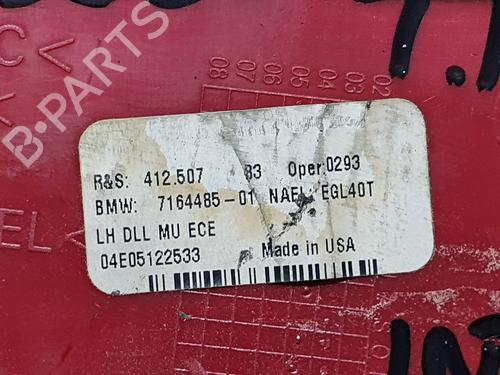 C
08
07
06
05
04
03
02
B-PARTS
R&S: 412.507 83 Oper:0293
BMW: 7164485-01 NAEL: EGL40T
LH DLL MU ECE
04E05122533 Made in USA
EL